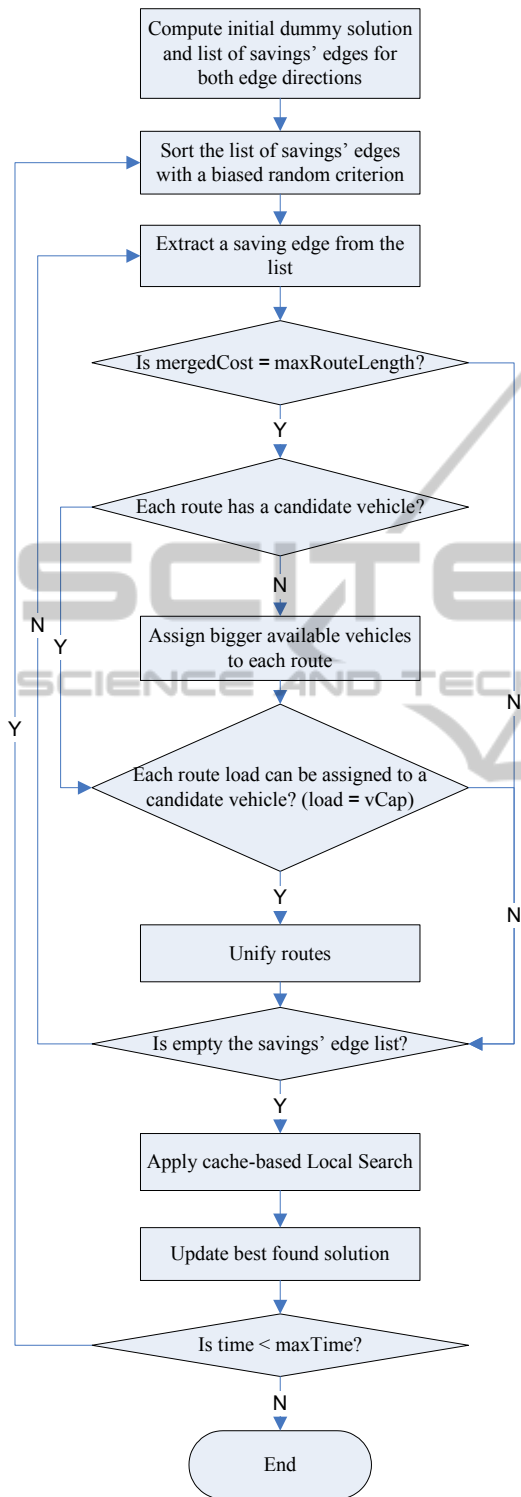 Compute initial dummy solution
and list of savings’ edges for
both edge directions
Sort the list of savings’ edges
with a biased random criterion
Extract a saving edge from the
list
Is mergedCost = maxRouteLength?
Y
Each route has a candidate vehicle?
SCITE
N
N
Assign bigger available vehicles
to each route
Y
SCIENCE AND TECH
N
Y
Each route load can be assigned to a
candidate vehicle? (load = vCap)
Y
N
Unify routes
Is empty the savings’ edge list?
Y
Apply cache-based Local Search
Update best found solution
Is time < maxTime?
N
End